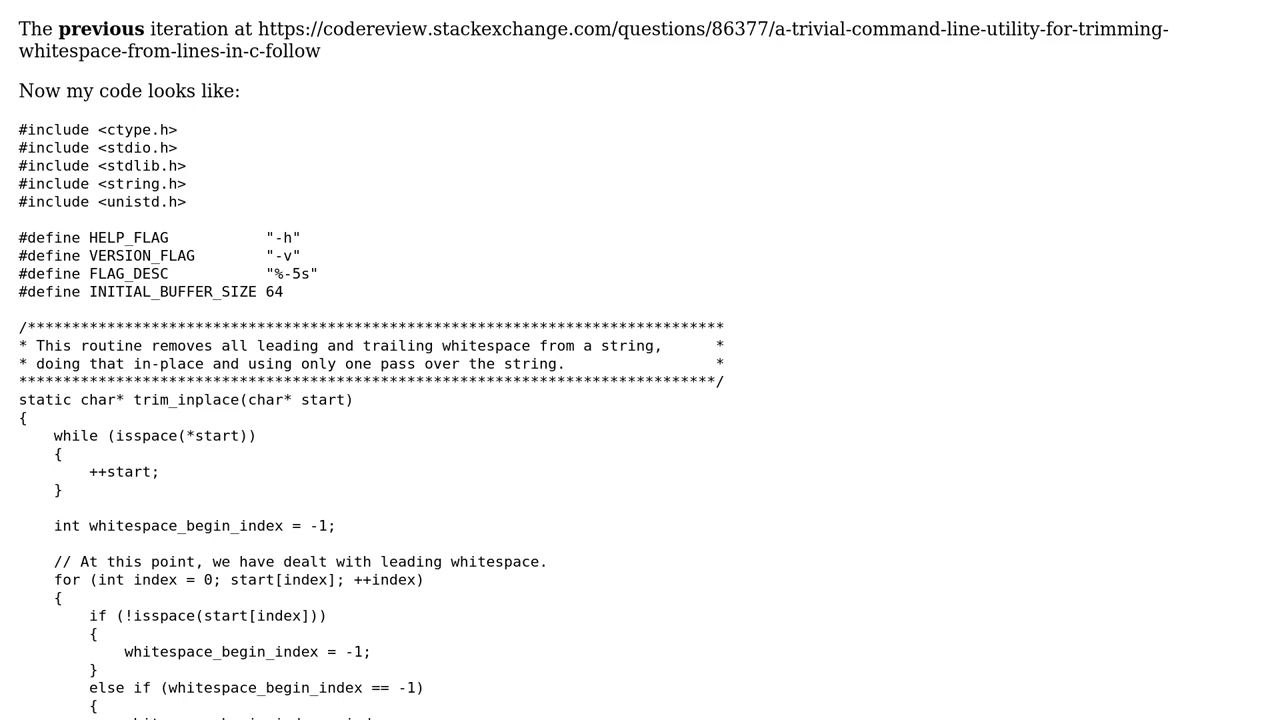 The previous iteration at https://codereview.stackexchange.com/questions/86377/a-trivial-command-line-utility-for-trimming-
whitespace-from-lines-in-c-follow
Now my code looks like:
#include <ctype.h>
#include <stdio.h>
#include <stdlib.h>
#include <string.h>
#include <unistd.h>
#define HELP_FLAG           "-h"
#define VERSION_FLAG        "-v"
#define FLAG_DESC           "%-5s"
#define INITIAL_BUFFER_SIZE 64
/*******************************************************************************
* This routine removes all leading and trailing whitespace from a string,      *
* doing that in-place and using only one pass over the string.                 *
*******************************************************************************/
static char* trim_inplace(char* start)
{
    while (isspace(*start))
    {
        ++start;
    }
    int whitespace_begin_index = -1;
    // At this point, we have dealt with leading whitespace.
    for (int index = 0; start[index]; ++index)
    {
        if (!isspace(start[index]))
        {
            whitespace_begin_index = -1;
        }
        else if (whitespace_begin_index == -1)
        {